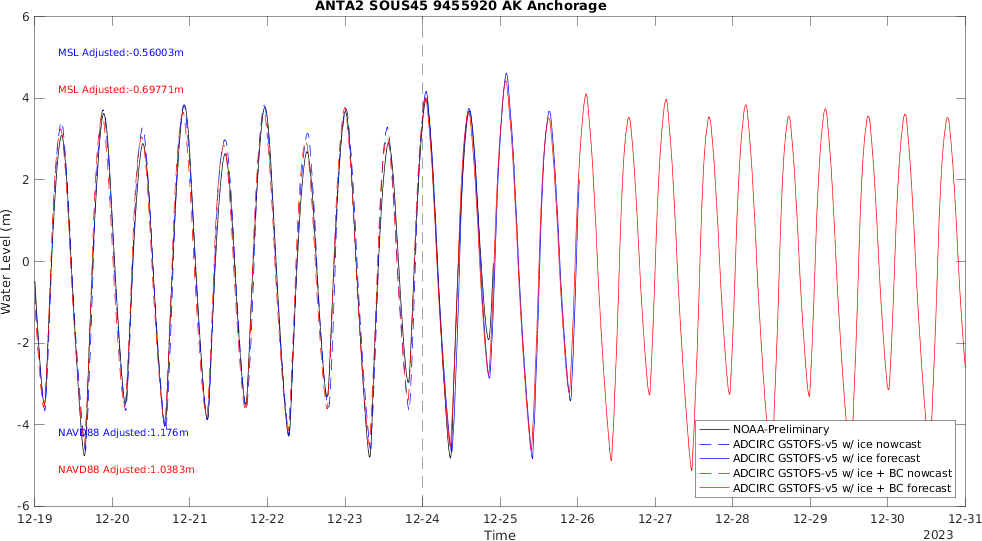 ANTA2 SOUS45 9455920 AK Anchorage
6
MSL Adjusted:-0.56003m
MSL Adjusted:-0.69771m
4
2
Water Level (m)
0
-2
-4
NAVD88 Adjusted:1.176m
NAVD88 Adjusted:1.0383m
-6
NOAA-Preliminary
ADCIRC GSTOFS-v5 w/ ice nowcast
ADCIRC GSTOFS-v5 w/ ice forecast
ADCIRC GSTOFS-v5 w/ ice + BC nowcast
ADCIRC GSTOFS-v5 w/ ice + BC forecast
12-19 12-20 12-21 12-22 12-23 12-24 12-25 12-26 12-27 12-28 12-29 12-30 12-31
Time
2023